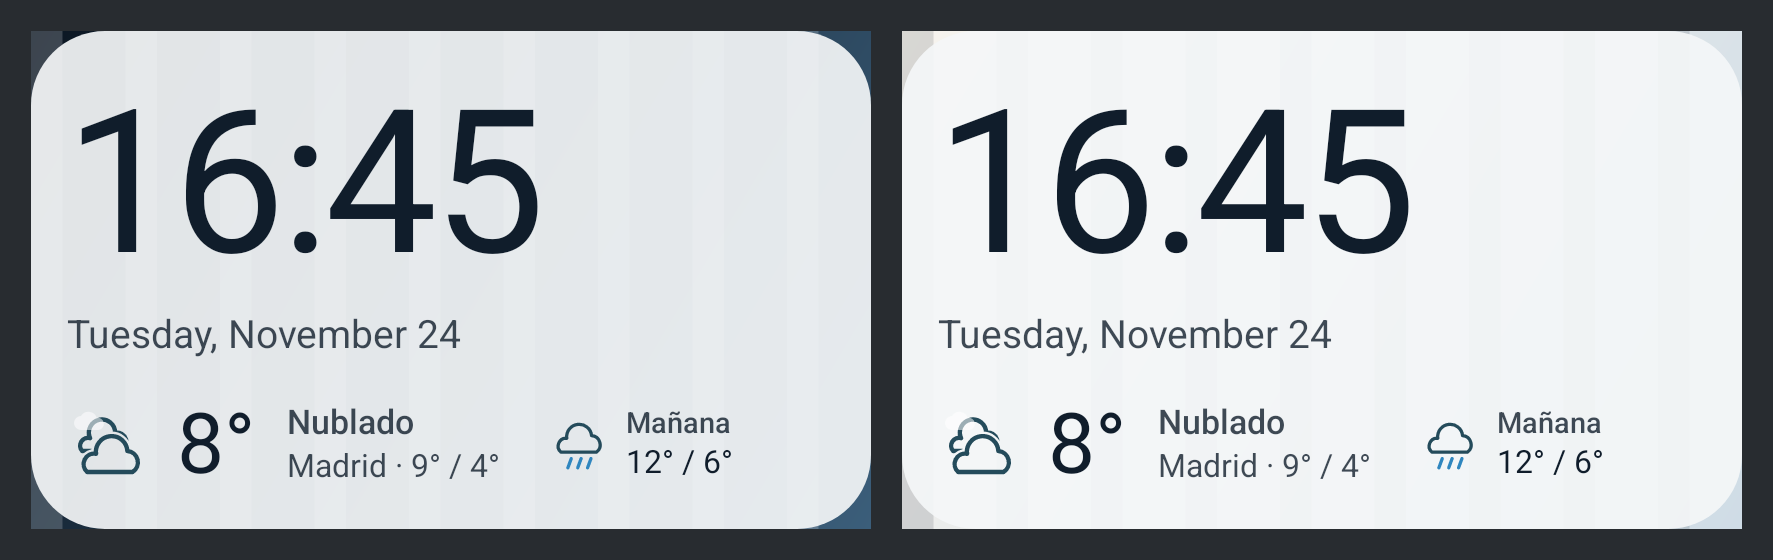 16:45
Tuesday, November 24
8°
Nublado
Madrid · 9° / 4°
Mañana
12° / 6°
16:45
Tuesday, November 24
8°
Nublado
Madrid · 9° / 4°
Mañana
12° / 6°